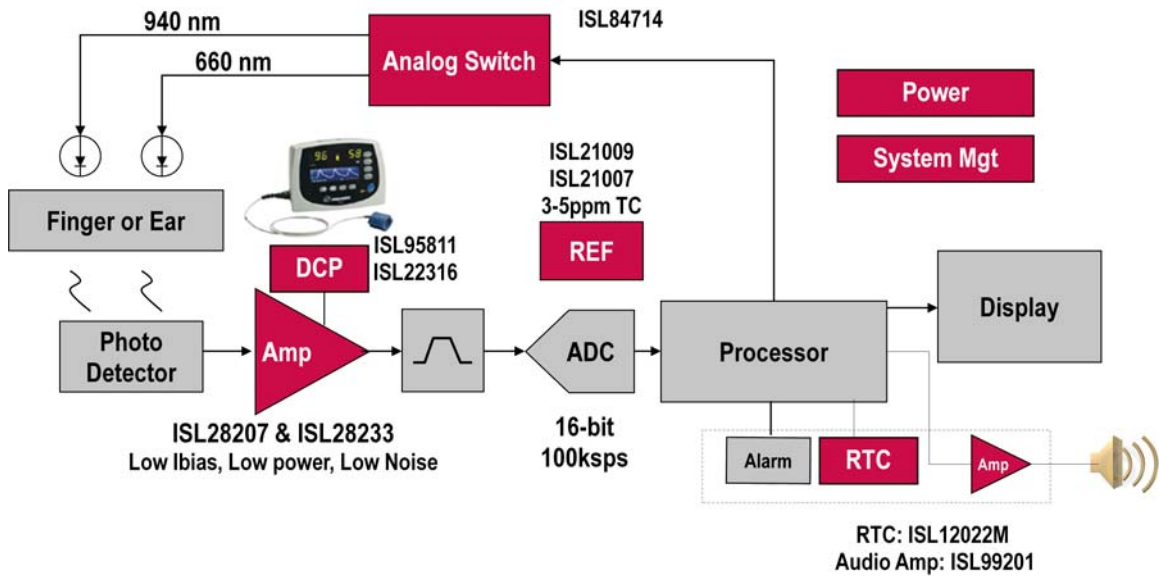 940 nm
ISL84714
660 nm
Analog Switch
Power
System Mgt
ISL21009
ISL21007
3-5ppm TC
96 58
Finger or Ear
ISL95811
ISL22316
DCP
REF
Display
Photo
Detector
Amp
ADC
Processor
ISL28207 & ISL28233
Low Ibias, Low power, Low Noise
16-bit
100ksps
Alarm
RTC
Amp
RTC: ISL12022M
Audio Amp: ISL99201